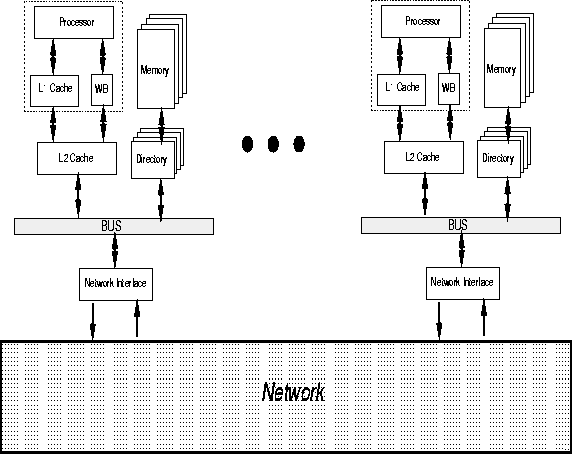 Processor
L1 Cache
WB
Memory
L2 Cache
Directory
BUS
Network Interface
Processor
L1 Cache
WB
Memory
L2 Cache
Directory
BUS
Network Interface
Network